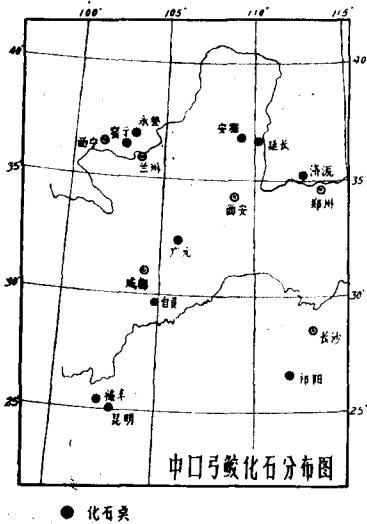 100° 105° 110° 115°
40° 40
永登
窑子 安塞
西宁 延长
兰州 济源
35° 35°
西安 郑州
广元
成都
30° 自贡 30°
长沙
祁阳
禄丰
25° 昆明 25°
中口弓鲛化石分布图
化石点